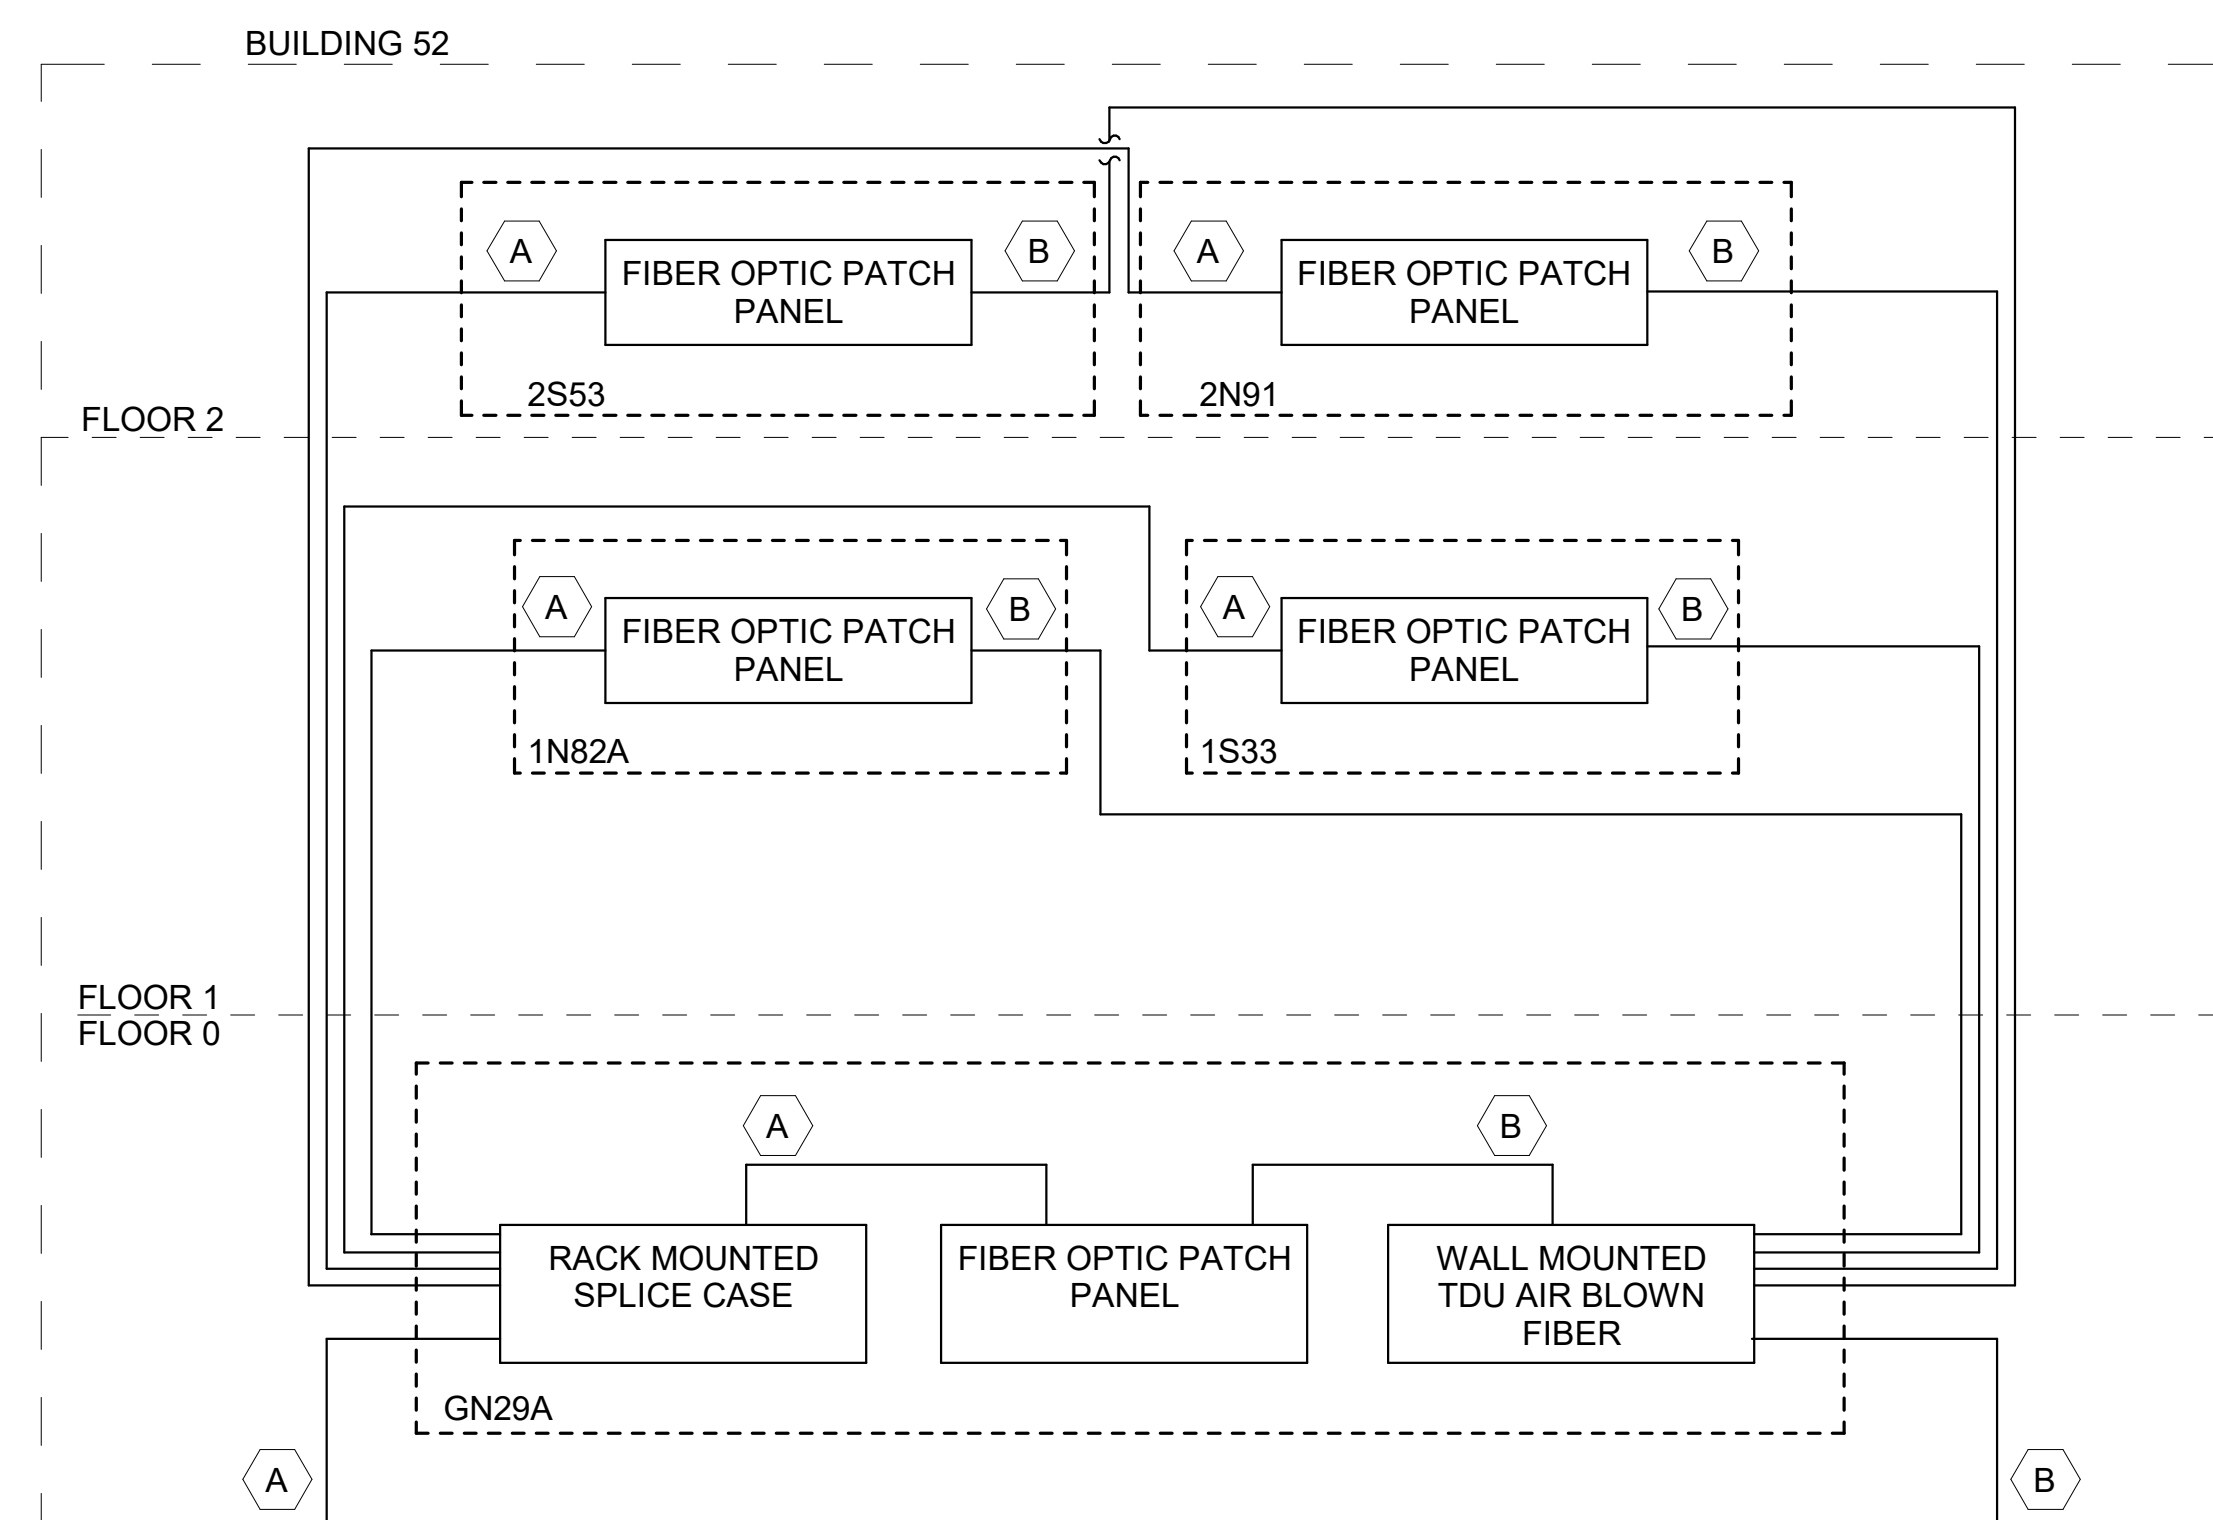 BUILDING 52
A
FIBER OPTIC PATCH
PANEL
B
2S53
A
FIBER OPTIC PATCH
PANEL
B
2N91
FLOOR 2
A
FIBER OPTIC PATCH
PANEL
B
1N82A
A
FIBER OPTIC PATCH
PANEL
B
1S33
FLOOR 1
FLOOR 0
A
B
RACK MOUNTED
SPLICE CASE
FIBER OPTIC PATCH
PANEL
WALL MOUNTED
TDU AIR BLOWN
FIBER
GN29A
A
B